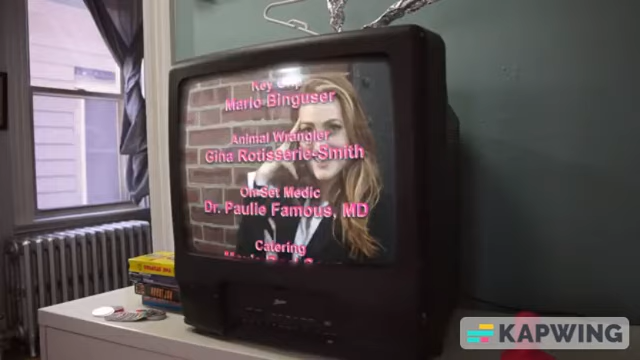 Key Grip
Mario Binguser
Animal Wrangler
Gina Rotisserie-Smith
On-Set Medic
Dr. Paulie Famous, MD
Catering
KAPWING